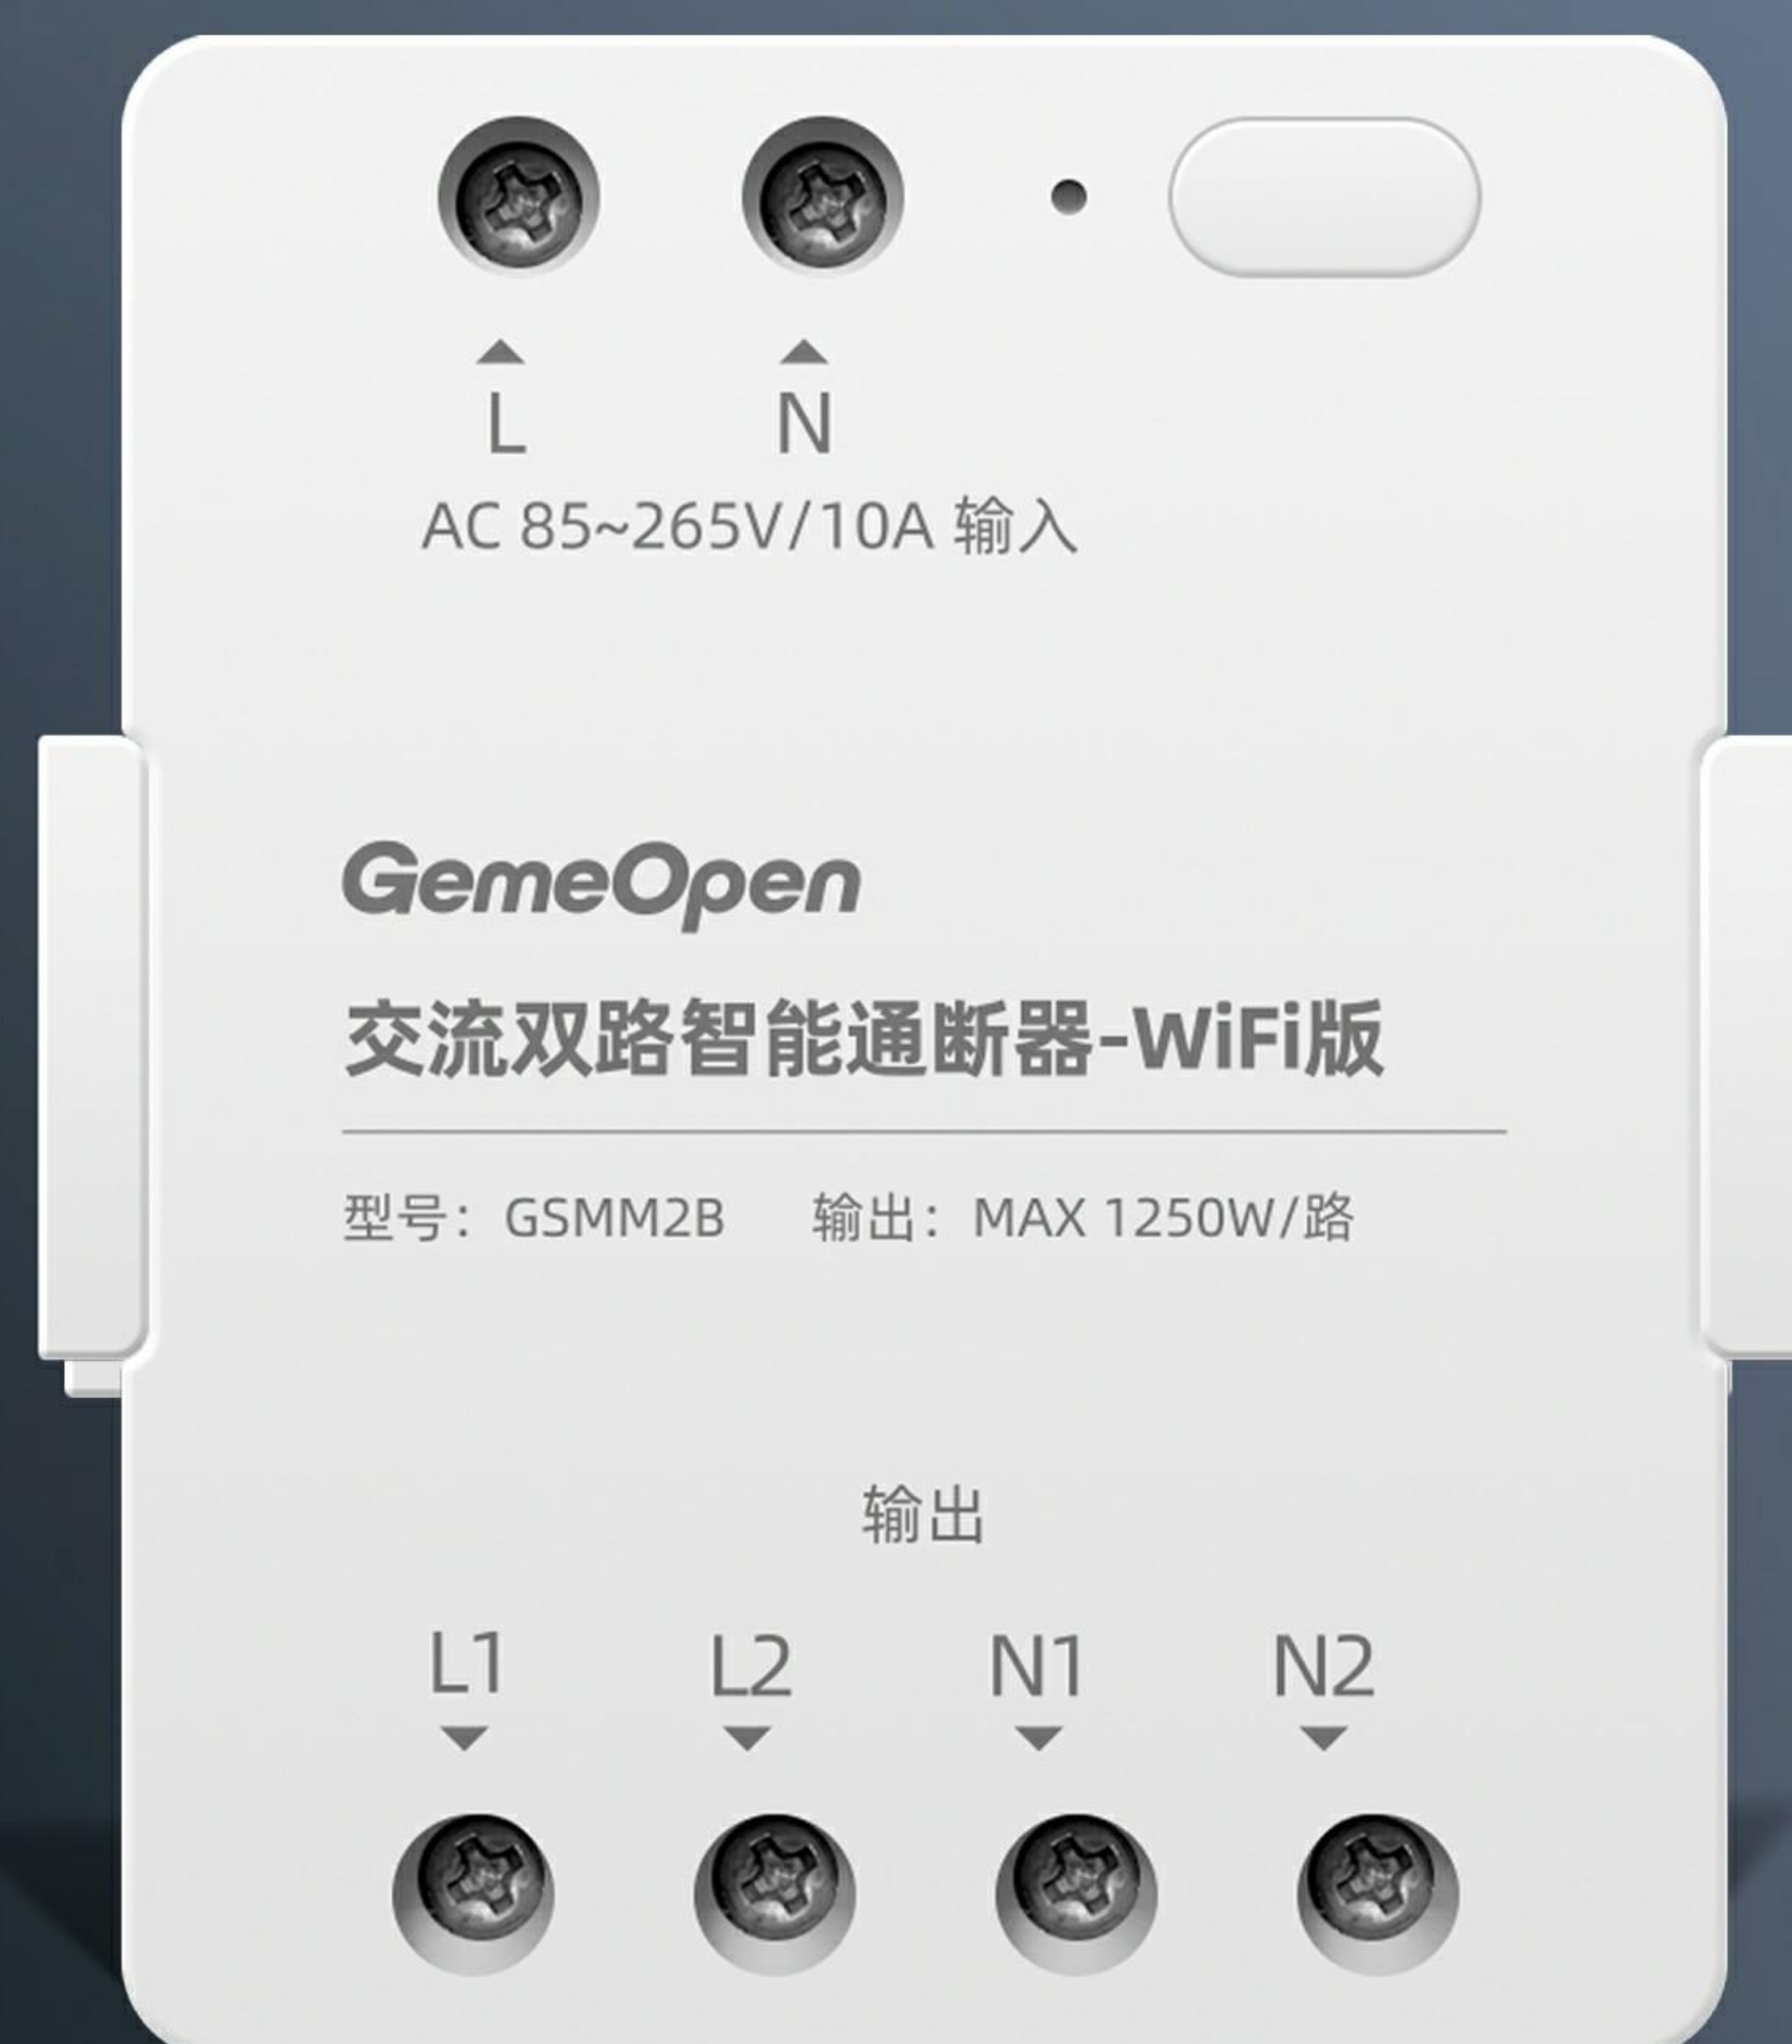 L N
AC 85~265V/10A 输入
GemeOpen
交流双路智能通断器-WiFi版
型号：GSMM2B 输出：MAX 1250W/路
输出
L1 L2 N1 N2